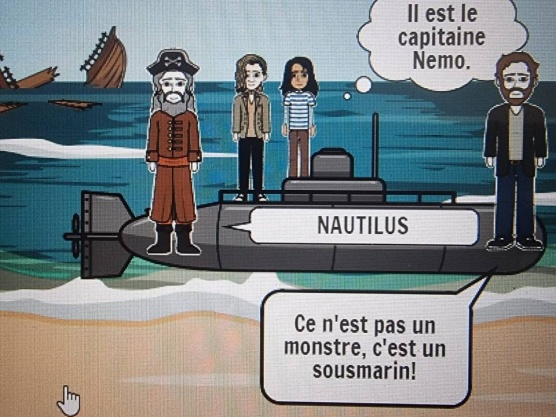 Il est le
capitaine
Nemo.
NAUTILUS
Ce n'est pas un
monstre, c'est un
sousmarin!